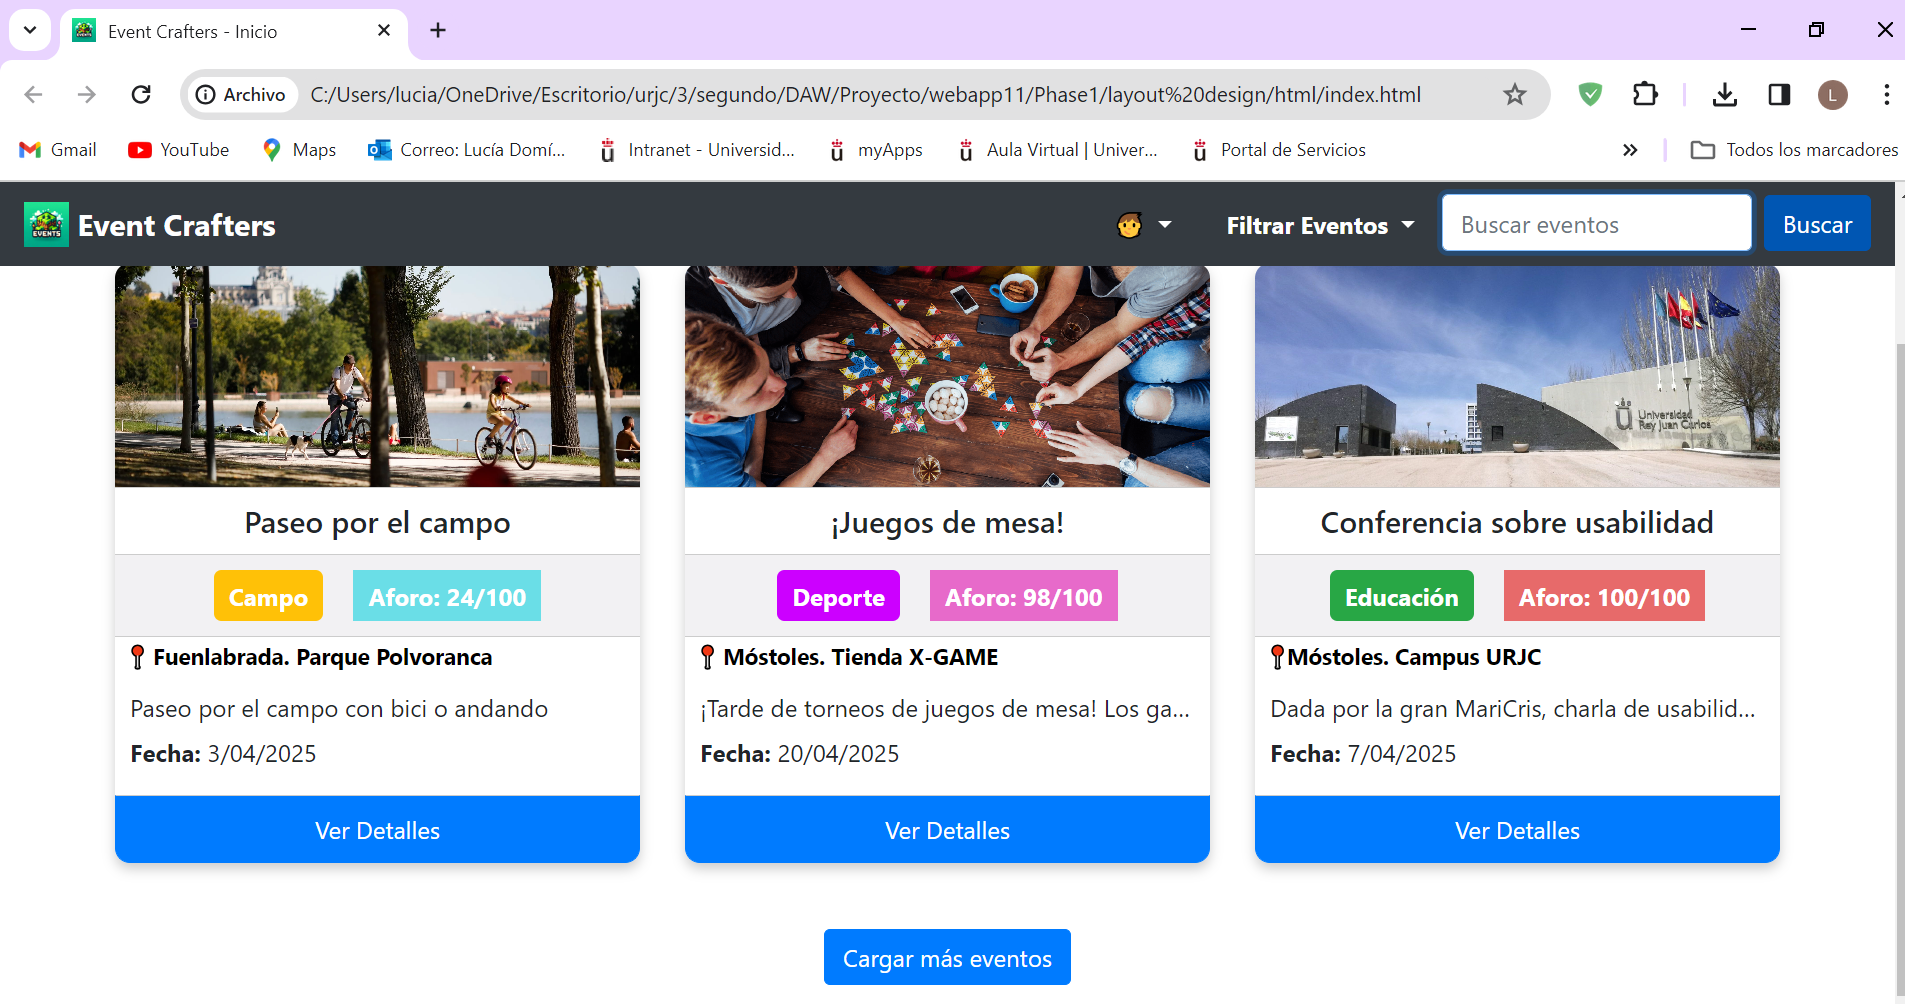 Event Crafters - Inicio
Archivo
C:/Users/lucia/OneDrive/Escritorio/urjc/3/segundo/DAW/Proyecto/webapp11/Phase1/layout%20design/html/index.html
L
Gmail
YouTube
Maps
Correo: Lucía Domí...
Intranet - Universid...
myApps
Aula Virtual | Univer...
Portal de Servicios
»
Todos los marcadores
EVENTS
Event Crafters
Filtrar Eventos
Buscar eventos
Buscar
Universidad
Rey Juan Carlos
Paseo por el campo
¡Juegos de mesa!
Conferencia sobre usabilidad
Campo
Aforo: 24/100
Deporte
Aforo: 98/100
Educación
Aforo: 100/100
Fuenlabrada. Parque Polvoranca
Móstoles. Tienda X-GAME
Móstoles. Campus URJC
Paseo por el campo con bici o andando
¡Tarde de torneos de juegos de mesa! Los ga...
Dada por la gran MariCris, charla de usabilid...
Fecha: 3/04/2025
Fecha: 20/04/2025
Fecha: 7/04/2025
Ver Detalles
Ver Detalles
Ver Detalles
Cargar más eventos